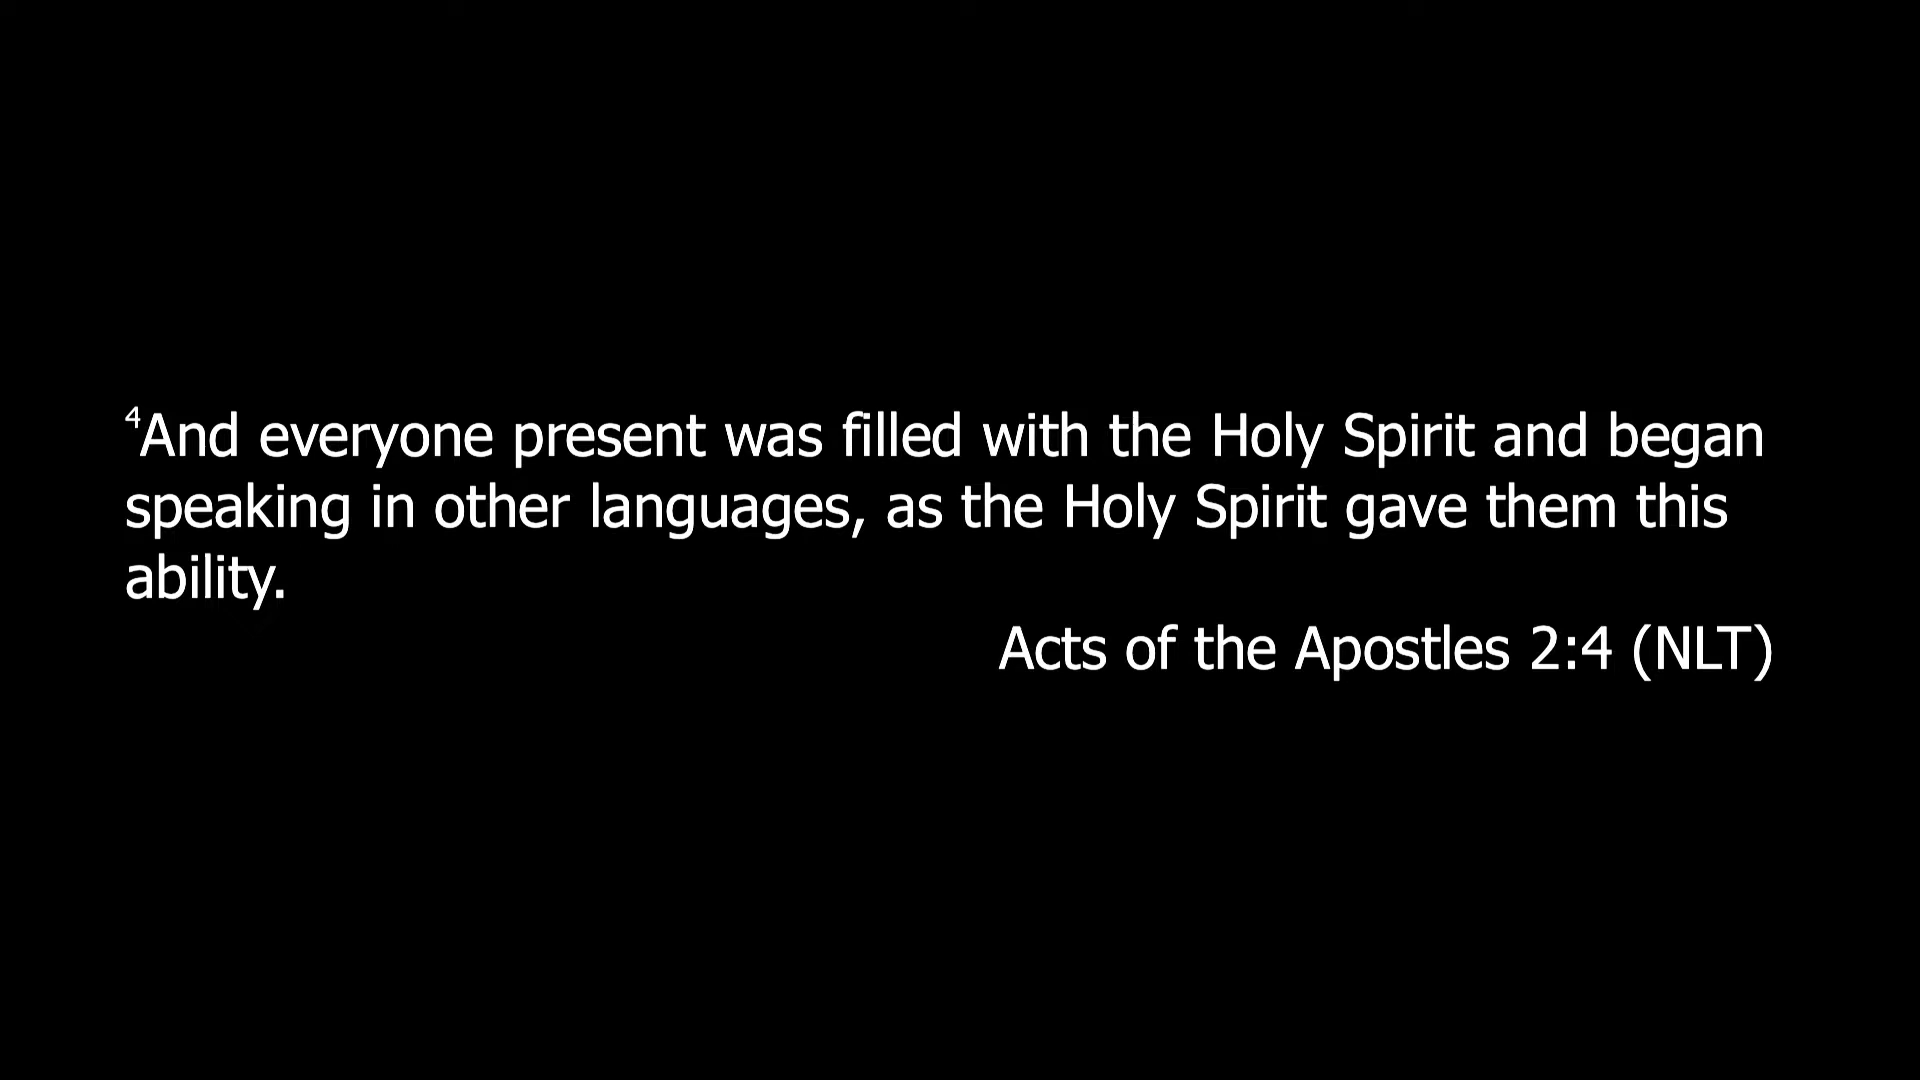 ⁴And everyone present was filled with the Holy Spirit and began
speaking in other languages, as the Holy Spirit gave them this
ability.
Acts of the Apostles 2:4 (NLT)